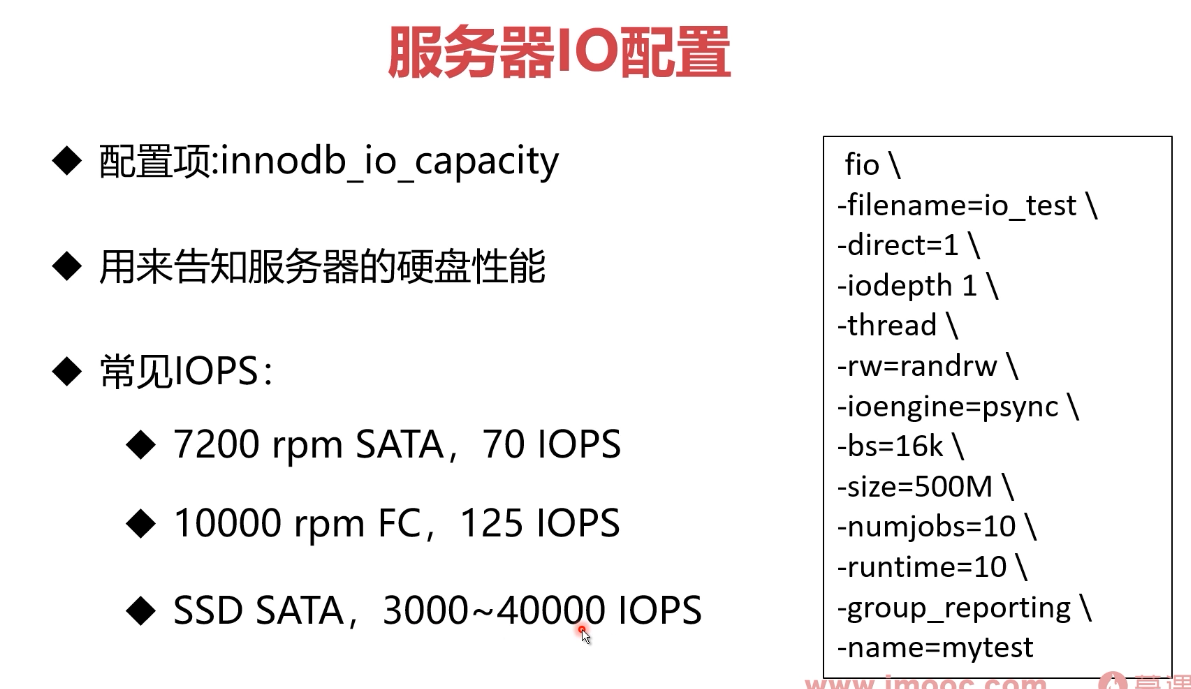 服务器IO配置
◆ 配置项:innodb_io_capacity
◆ 用来告知服务器的硬盘性能
◆ 常见IOPS：
◆ 7200 rpm SATA，70 IOPS
◆ 10000 rpm FC，125 IOPS
◆ SSD SATA，3000~40000 IOPS
fio \
-filename=io_test \
-direct=1 \
-iodepth 1 \
-thread \
-rw=randrw \
-ioengine=psync \
-bs=16k \
-size=500M \
-numjobs=10 \
-runtime=10 \
-group_reporting \
-name=mytest
www.imooc.com